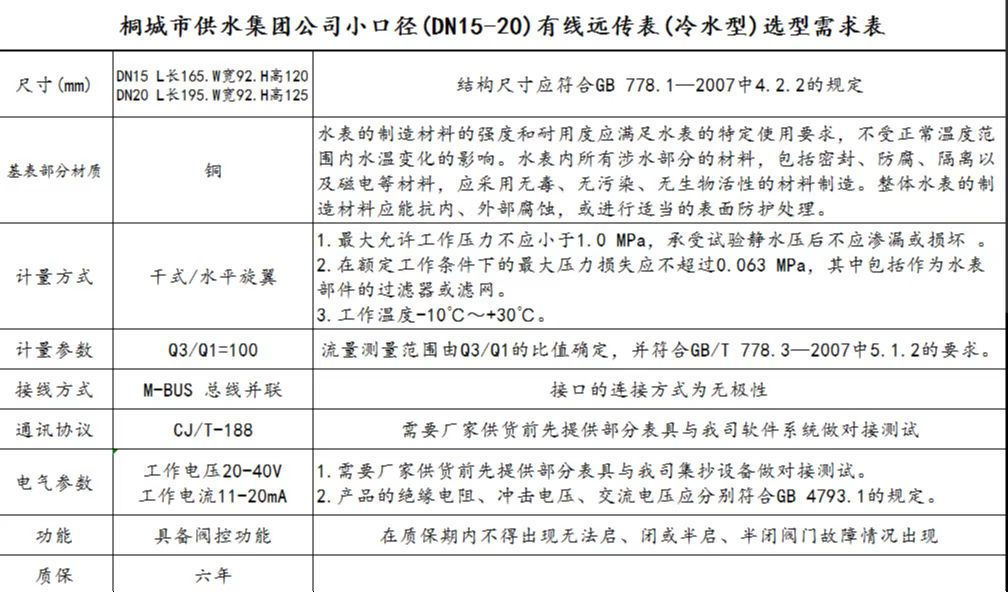 桐城市供水集团公司小口径(DN15-20)有线远传表(冷水型)选型需求表
尺寸(mm)
DN15 L长165.W宽92.H高120
DN20 L长195.W宽92.H高125
结构尺寸应符合GB 778.1—2007中4.2.2的规定
基表部分材质
铜
水表的制造材料的强度和耐用度应满足水表的特定使用要求，不受正常温度范
围内水温变化的影响。水表内所有涉水部分的材料，包括密封、防腐、隔离以
及磁电等材料，应采用无毒、无污染、无生物活性的材料制造。整体水表的制
造材料应能抗内、外部腐蚀，或进行适当的表面防护处理。
计量方式
干式/水平旋翼
1.最大允许工作压力不应小于1.0 MPa，承受试验静水压后不应渗漏或损坏 。
2.在额定工作条件下的最大压力损失应不超过0.063 MPa，其中包括作为水表
部件的过滤器或滤网。
3.工作温度-10℃～+30℃。
计量参数
Q3/Q1=100
流量测量范围由Q3/Q1的比值确定，并符合GB/T 778.3—2007中5.1.2的要求。
接线方式
M-BUS 总线并联
接口的连接方式为无极性
通讯协议
CJ/T-188
需要厂家供货前先提供部分表具与我司软件系统做对接测试
电气参数
工作电压20-40V
工作电流11-20mA
1.需要厂家供货前先提供部分表具与我司集抄设备做对接测试。
2.产品的绝缘电阻、冲击电压、交流电压应分别符合GB 4793.1的规定。
功能
具备阀控功能
在质保期内不得出现无法启、闭或半启、半闭阀门故障情况出现
质保
六年